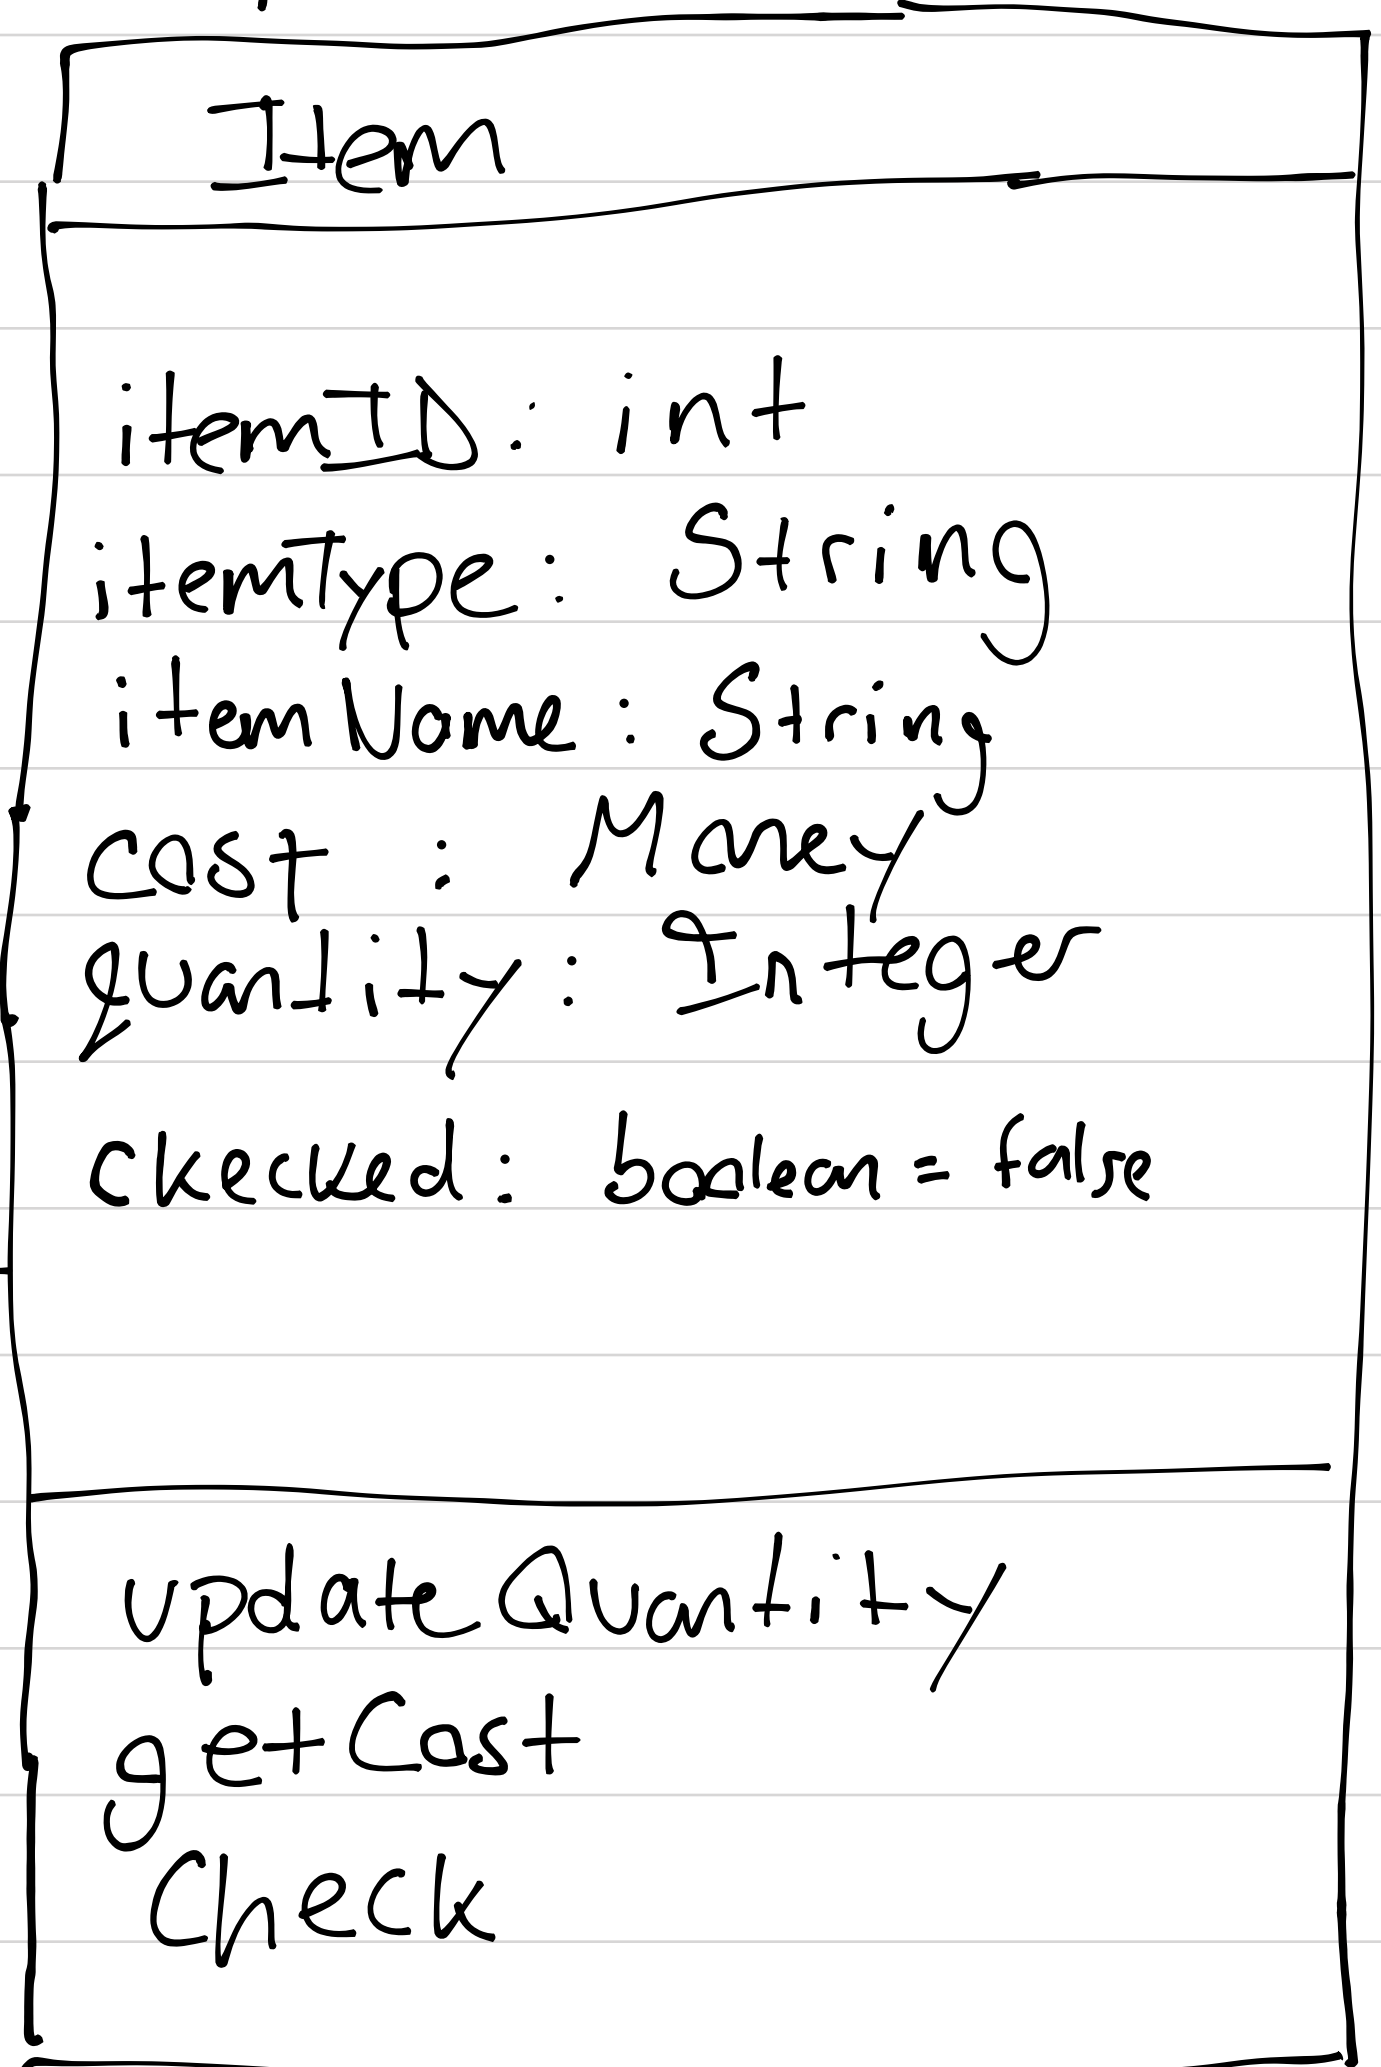 Item
itemID: int
itemType: String
itemName: String
cost : Money
quantity: Integer
ckecked: boolean = false
updateQuantity
getCost
Check